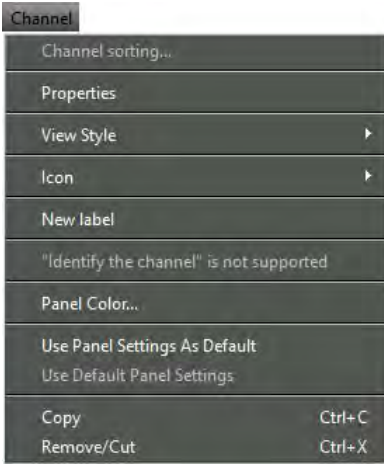 Channel
Channel sorting...
Properties
View Style
Icon
New label
"Identify the channel" is not supported
Panel Color...
Use Panel Settings As Default
Use Default Panel Settings
Copy Ctrl+C
Remove/Cut Ctrl+X